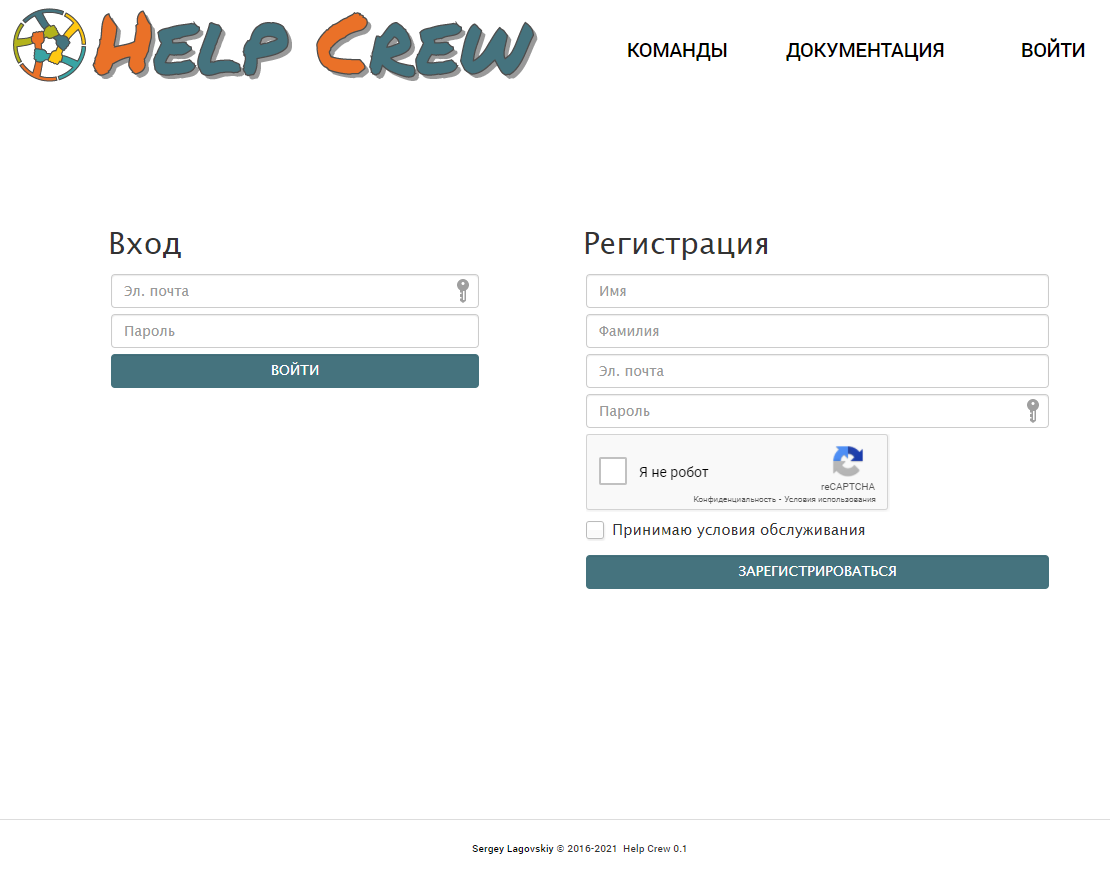 Help Crew
КОМАНДЫ ДОКУМЕНТАЦИЯ ВОЙТИ
Вход
Эл. почта
Пароль
ВОЙТИ
Регистрация
Имя
Фамилия
Эл. почта
Пароль
Я не робот
reCAPTCHA
Конфиденциальность - Условия использования
Принимаю условия обслуживания
ЗАРЕГИСТРИРОВАТЬСЯ
Sergey Lagovskiy © 2016-2021 Help Crew 0.1